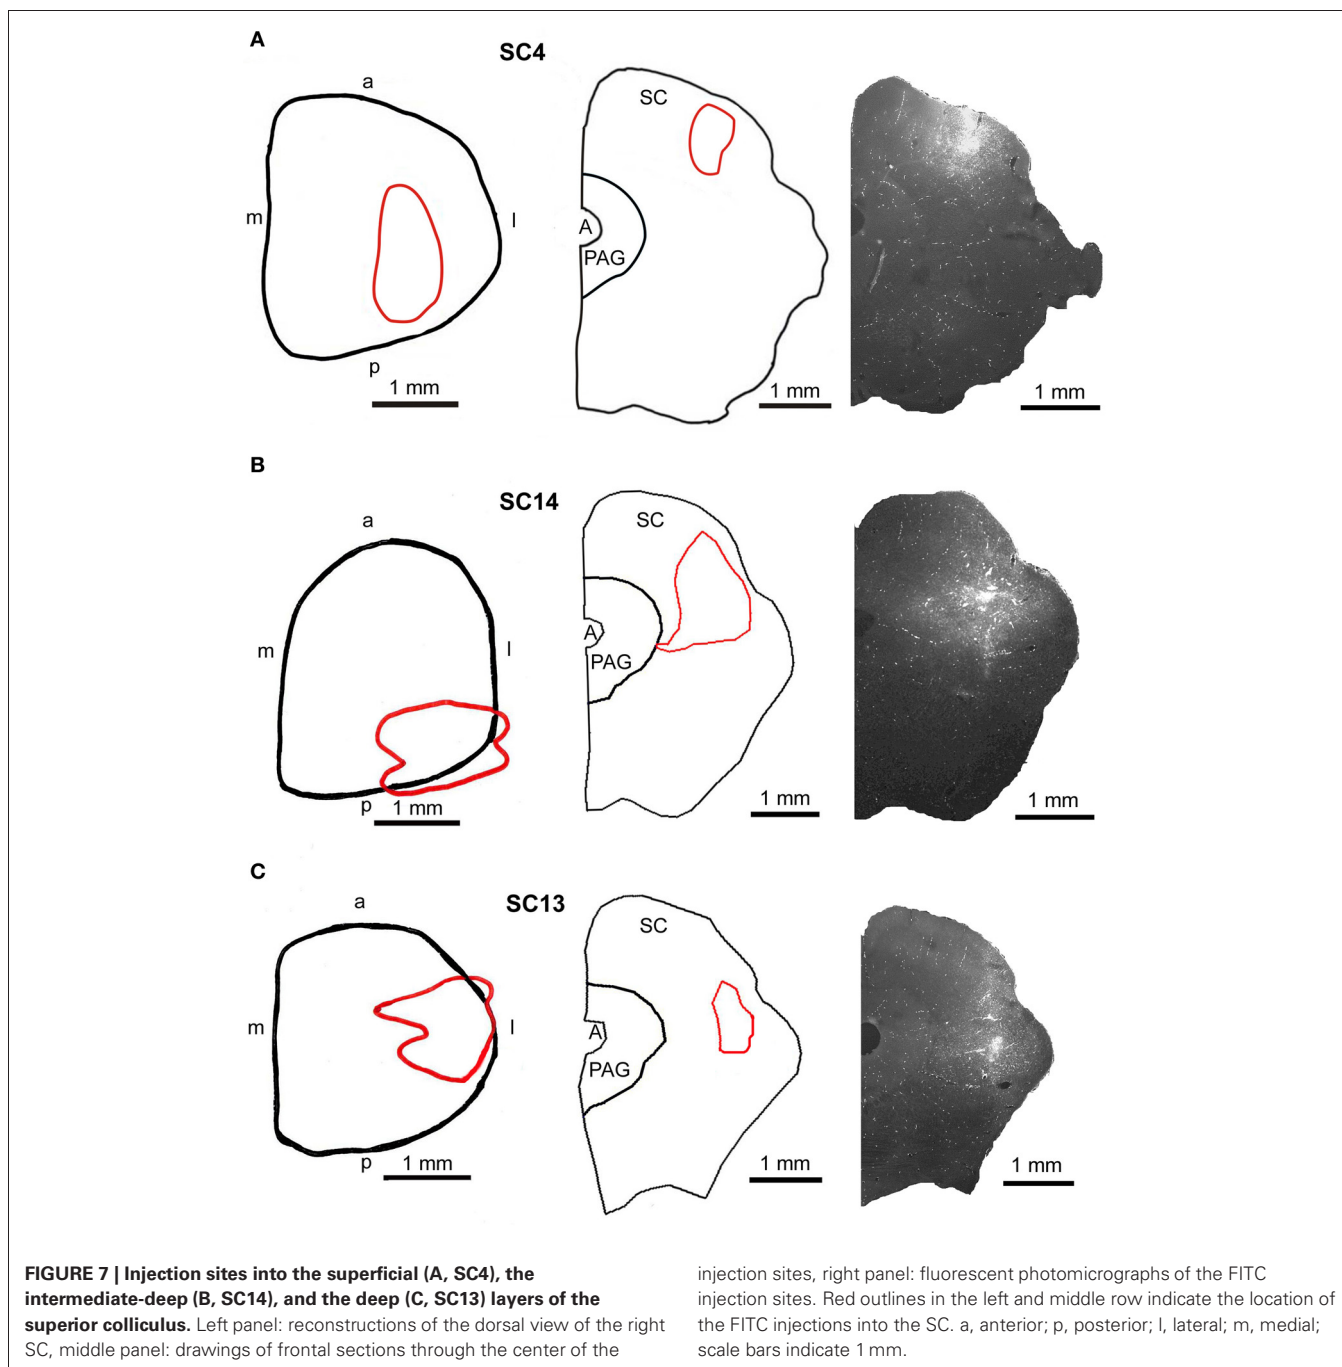 A
SC4
a
m
l
p
1 mm
SC
A
PAG
1 mm
1 mm
B
SC14
a
m
l
p
1 mm
SC
A
PAG
1 mm
1 mm
C
SC13
a
m
l
p
1 mm
SC
A
PAG
1 mm
1 mm
FIGURE 7 | Injection sites into the superficial (A, SC4), the
intermediate-deep (B, SC14), and the deep (C, SC13) layers of the
superior colliculus. Left panel: reconstructions of the dorsal view of the right
SC, middle panel: drawings of frontal sections through the center of the
injection sites, right panel: fluorescent photomicrographs of the FITC
injection sites. Red outlines in the left and middle row indicate the location of
the FITC injections into the SC. a, anterior; p, posterior; l, lateral; m, medial;
scale bars indicate 1 mm.